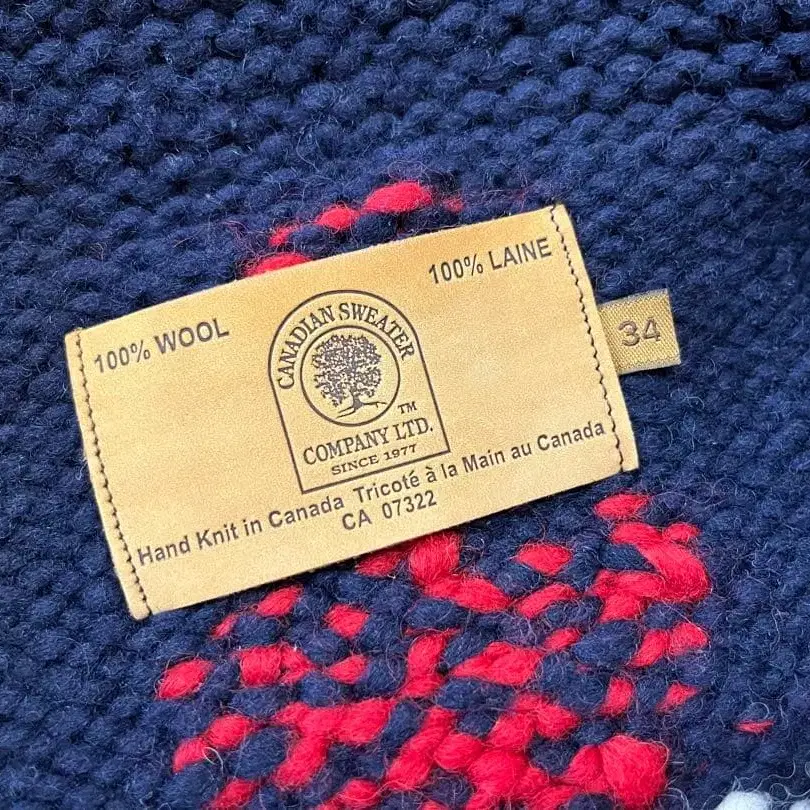 100% WOOL
100% LAINE
CANADIAN SWEATER
COMPANY LTD.™
SINCE 1977
Hand Knit in Canada Tricoté à la Main au Canada
CA 07322
34